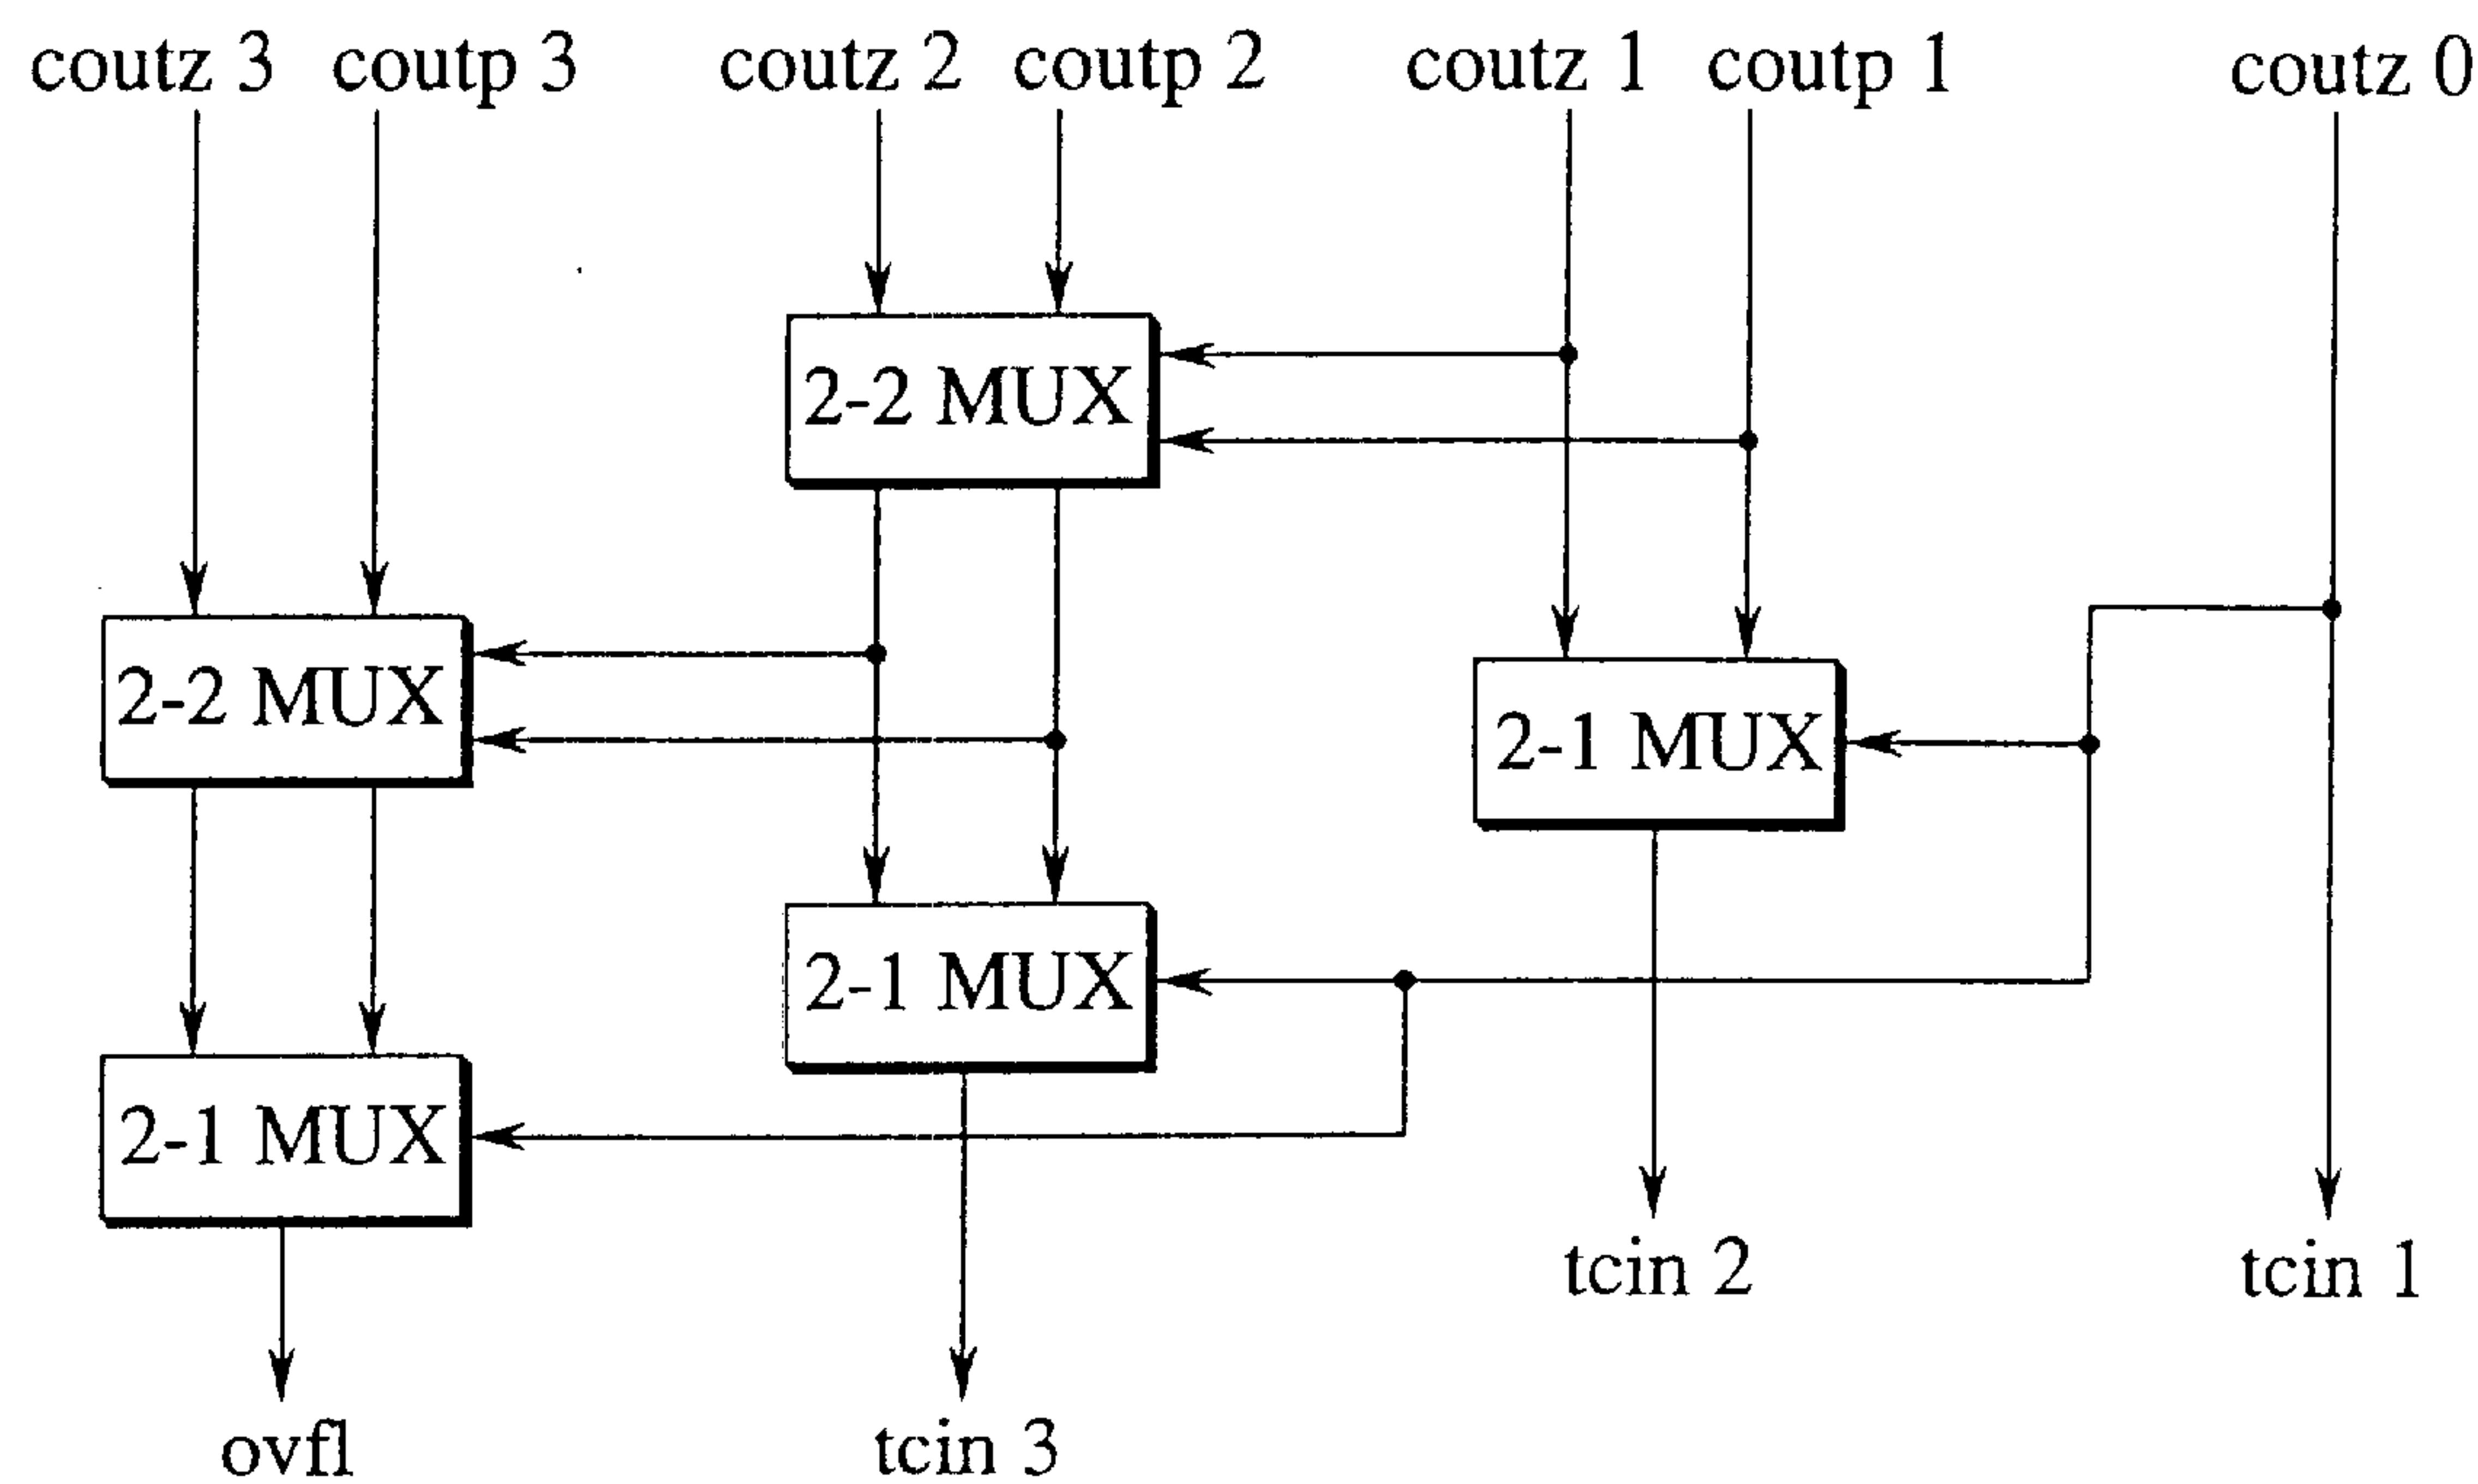 coutz 3 coutp 3 coutz 2 coutp 2 coutz 1 coutp 1 coutz 0
2-2 MUX
2-2 MUX
2-1 MUX
2-1 MUX
2-1 MUX
tcin 2 tcin 1
ovfl tcin 3